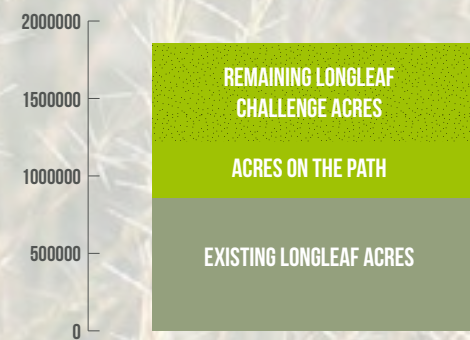 2000000
1500000
1000000
500000
0
REMAINING LONGLEAF
CHALLENGE ACRES
ACRES ON THE PATH
EXISTING LONGLEAF ACRES